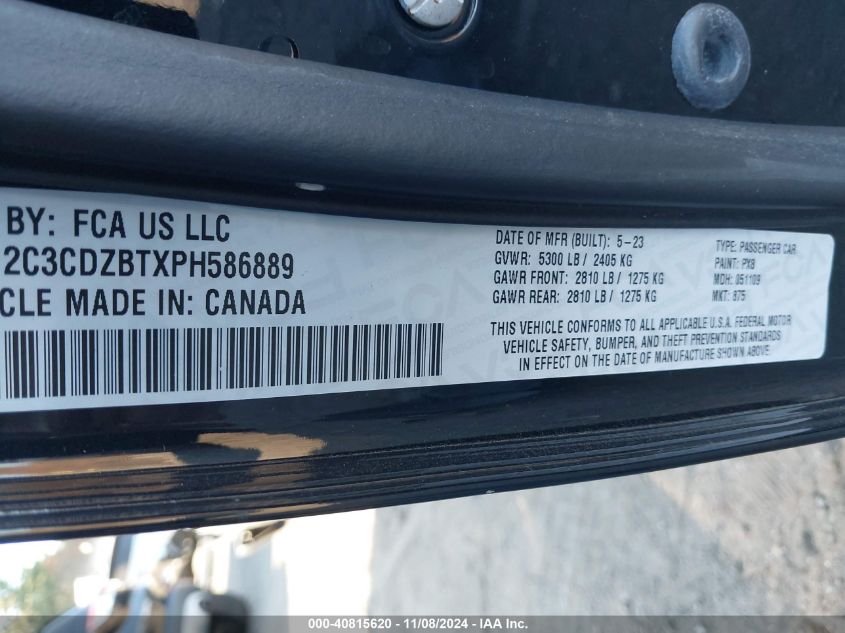 BY: FCA US LLC
2C3CDZBTXPH586889
CLE MADE IN: CANADA
DATE OF MFR (BUILT): 5-23
GVWR: 5300 LB / 2405 KG
GAWR FRONT: 2810 LB / 1275 KG
GAWR REAR: 2810 LB / 1275 KG
TYPE: PASSENGER CAR
PAINT: PX8
MDH: 051109
MKT: 875
THIS VEHICLE CONFORMS TO ALL APPLICABLE U.S.A. FEDERAL MOTOR
VEHICLE SAFETY, BUMPER, AND THEFT PREVENTION STANDARDS
IN EFFECT ON THE DATE OF MANUFACTURE SHOWN ABOVE.
000-40815620 - 11/08/2024 - IAA Inc.